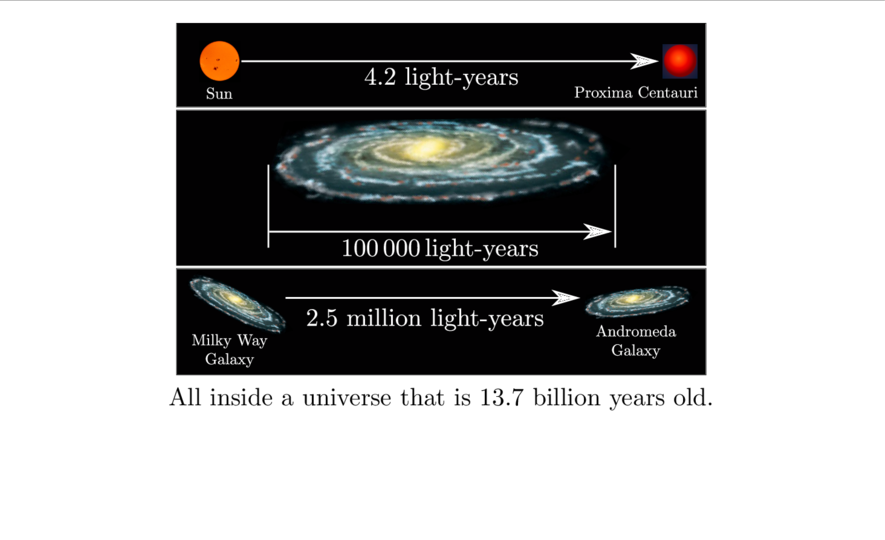 4.2 light-years
Sun
Proxima Centauri
100 000 light-years
2.5 million light-years
Milky Way
Galaxy
Andromeda
Galaxy
All inside a universe that is 13.7 billion years old.